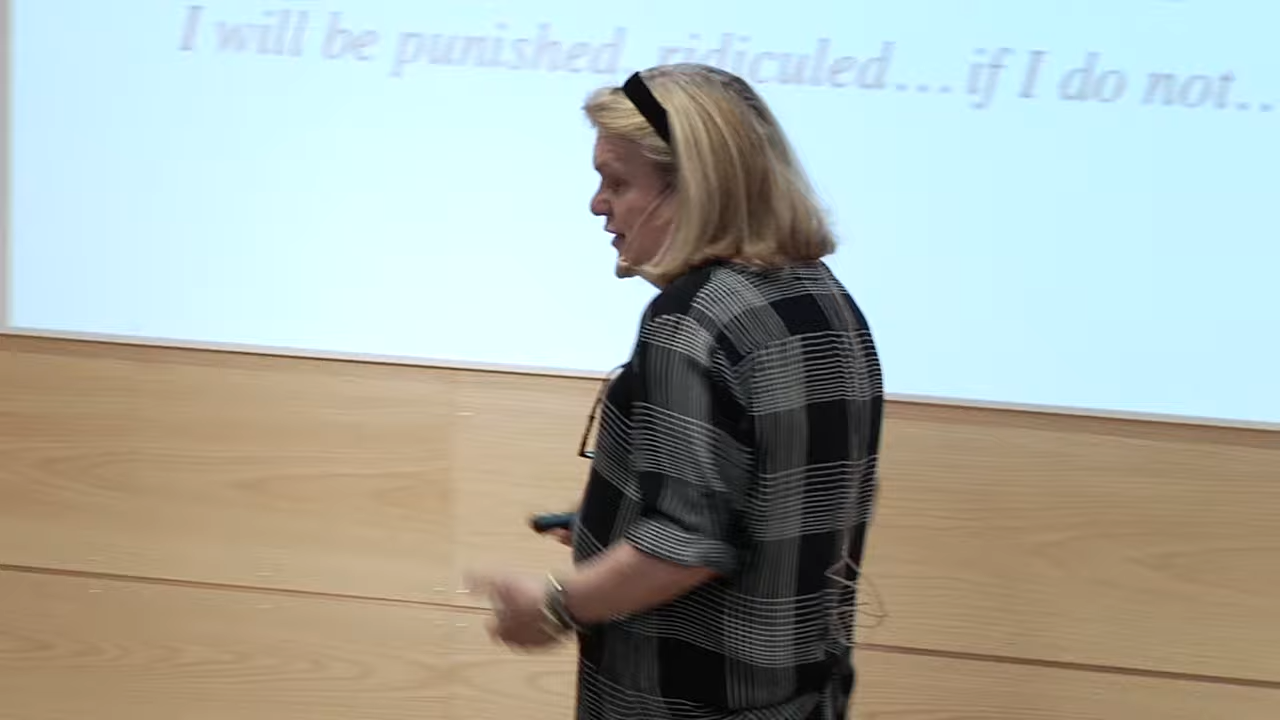 I will be punished, ridiculed.... if I do not..